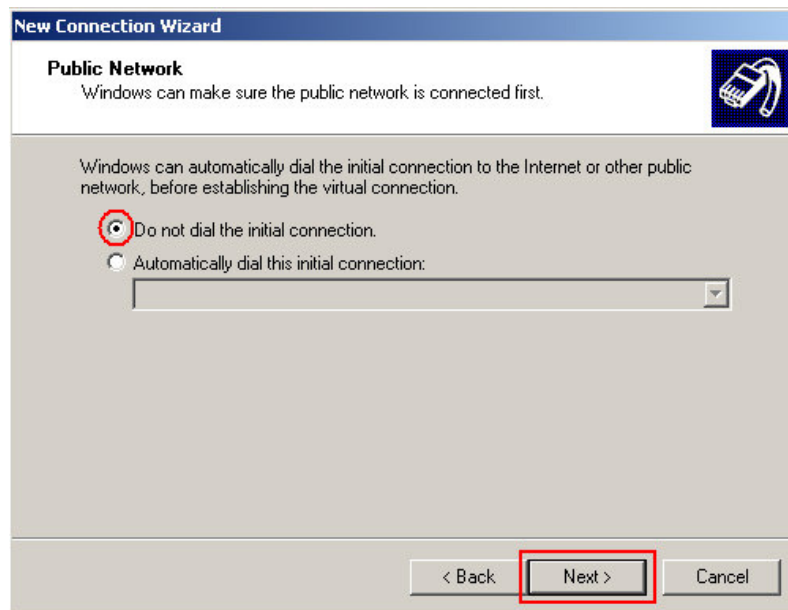 New Connection Wizard
Public Network
Windows can make sure the public network is connected first.
Windows can automatically dial the initial connection to the Internet or other public
network, before establishing the virtual connection.
Do not dial the initial connection.
Automatically dial this initial connection:
< Back Next > Cancel